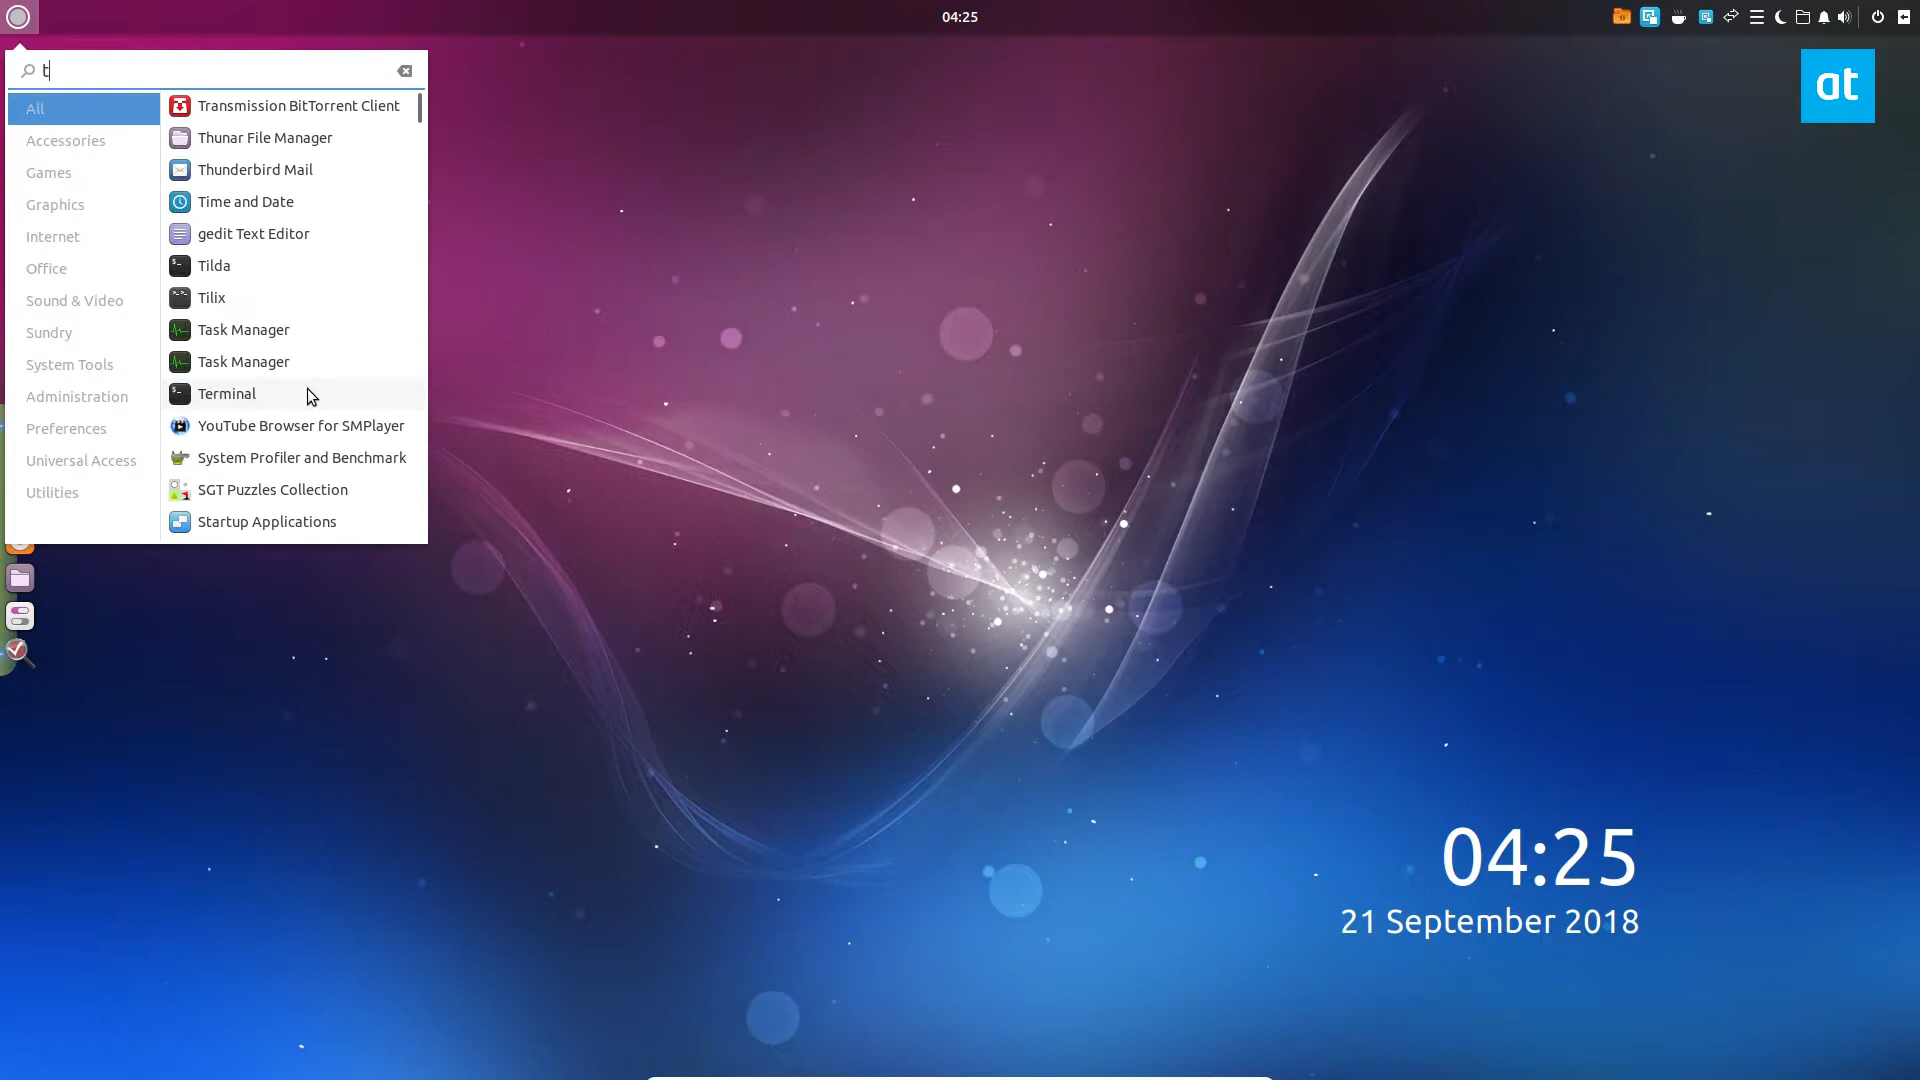 04:25
t
at
All
Accessories
Games
Graphics
Internet
Office
Sound & Video
Sundry
System Tools
Administration
Preferences
Universal Access
Utilities
Transmission BitTorrent Client
Thunar File Manager
Thunderbird Mail
Time and Date
gedit Text Editor
Tilda
Tilix
Task Manager
Task Manager
Terminal
YouTube Browser for SMPlayer
System Profiler and Benchmark
SGT Puzzles Collection
Startup Applications
04:25
21 September 2018